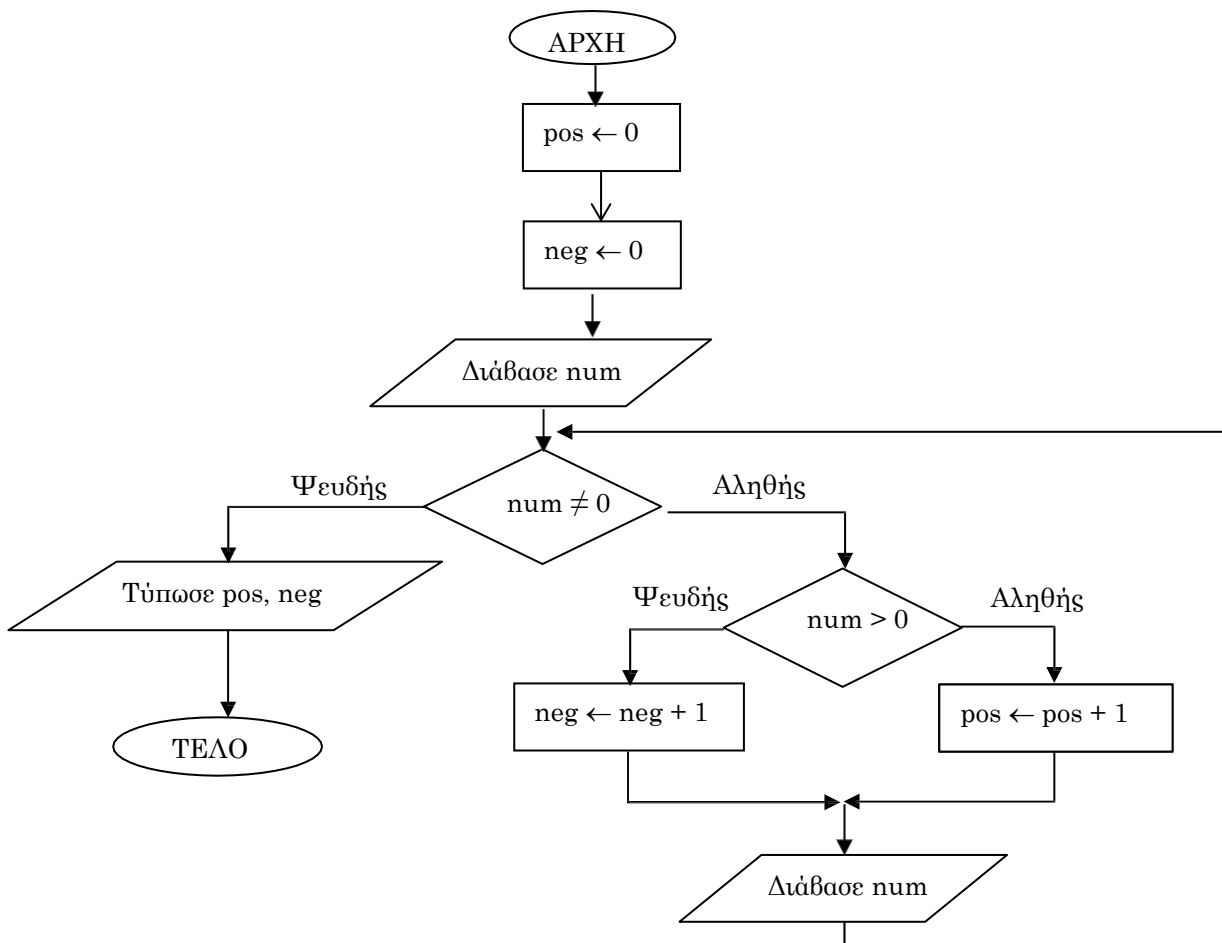 ΑΡΧΗ
pos ← 0
neg ← 0
Διάβασε num
Ψευδής
num ≠ 0
Αληθής
Τύπωσε pos, neg
Ψευδής
num > 0
Αληθής
neg ← neg + 1
pos ← pos + 1
ΤΕΛΟ
Διάβασε num